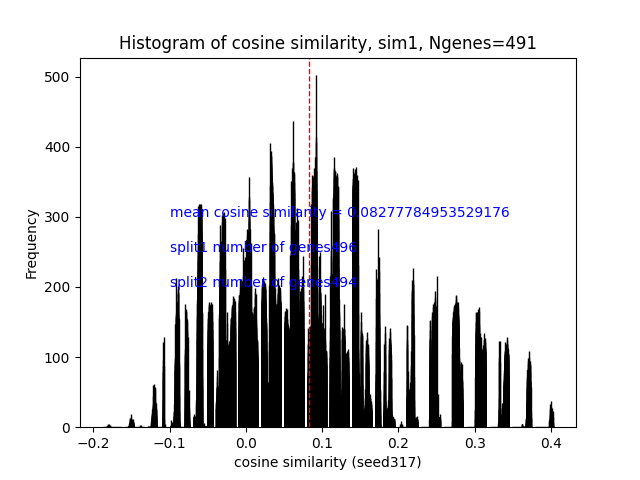 Histogram of cosine similarity, sim1, Ngenes=491
Frequency
500
400
300
200
100
0
mean cosine similarity = 0.08277784953529176
split1 number of genes496
split2 number of genes494
−0.2 −0.1 0.0 0.1 0.2 0.3 0.4
cosine similarity (seed317)